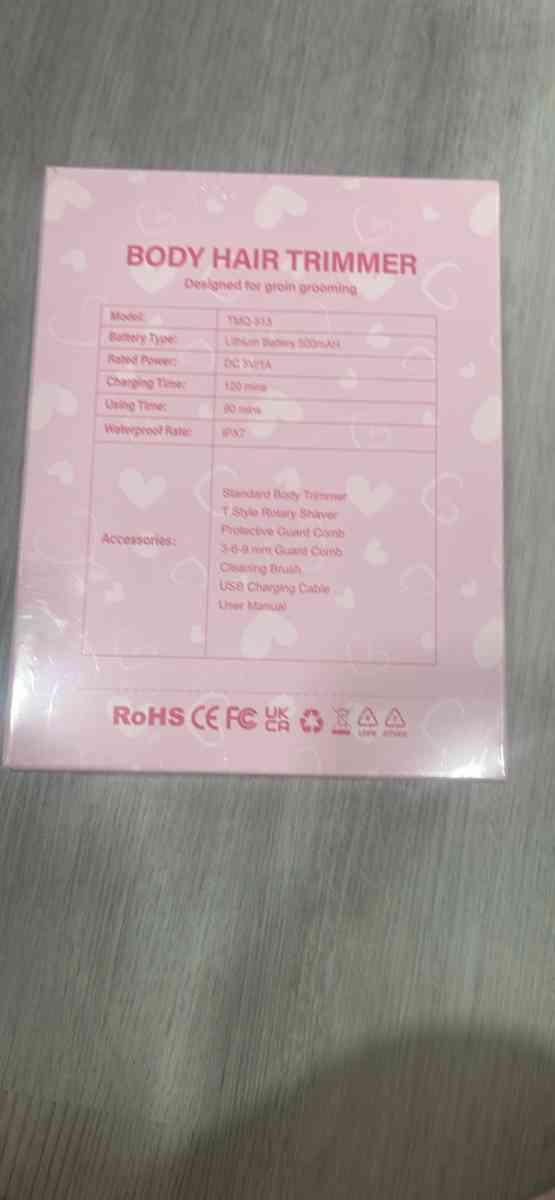 BODY HAIR TRIMMER
Designed for groin grooming
Model: TMQ-513
Battery Type: Lithium Battery 500mAH
Rated Power: DC 5V/1A
Charging Time: 120 mins
Using Time: 90 mins
Waterproof Rate: IPX7
Accessories:
Standard Body Trimmer
T Style Rotary Shaver
Protective Guard Comb
3-6-9 mm Guard Comb
Cleaning Brush
USB Charging Cable
User Manual
RoHS CE FC UK CA